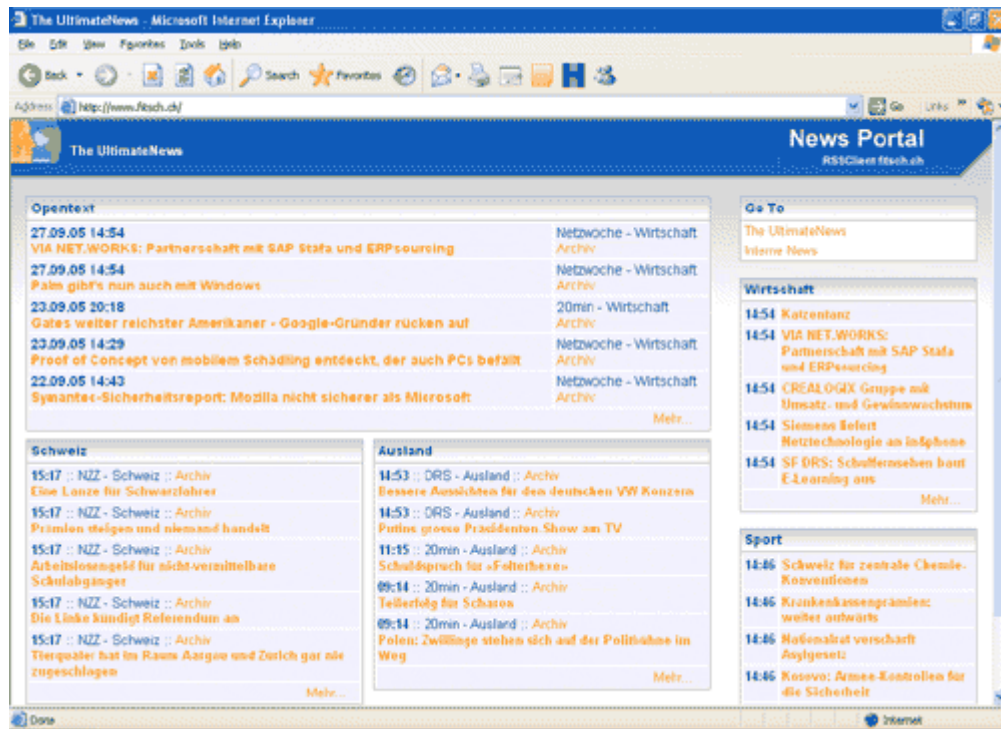 The UltimateNews - Microsoft Internet Explorer
File Edit View Favorites Tools Help
Back Search Favorites
Address http://www.fitsch.ch/ Go Links
The UltimateNews
News Portal
RSSClient fitsch.ch
Opentext
27.09.05 14:54 Netzwoche - Wirtschaft
VIA NET.WORKS: Partnerschaft mit SAP Stäfa und ERPsourcing Archiv
27.09.05 14:54 Netzwoche - Wirtschaft
Palm gibt's nun auch mit Windows Archiv
23.09.05 20:18 20min - Wirtschaft
Gates weiter reichster Amerikaner - Google-Gründer rücken auf Archiv
23.09.05 14:29 Netzwoche - Wirtschaft
Proof of Concept von mobilem Schädling entdeckt, der auch PCs befällt Archiv
22.09.05 14:43 Netzwoche - Wirtschaft
Symantec-Sicherheitsreport: Mozilla nicht sicherer als Microsoft Archiv
Mehr...
Schweiz
15:17 :: NZZ - Schweiz :: Archiv
Eine Lanze für Schwarzfahrer
15:17 :: NZZ - Schweiz :: Archiv
Prämien steigen und niemand handelt
15:17 :: NZZ - Schweiz :: Archiv
Arbeitslosengeld für nicht-vermittelbare
Schulabgänger
15:17 :: NZZ - Schweiz :: Archiv
Die Linke kündigt Referendum an
15:17 :: NZZ - Schweiz :: Archiv
Tierquäler hat im Raum Aargau und Zürich gar nie
zugeschlagen
Mehr...
Ausland
14:53 :: DRS - Ausland :: Archiv
Bessere Aussichten für den deutschen VW Konzern
14:53 :: DRS - Ausland :: Archiv
Putins grosse Präsidenten-Show am TV
11:15 :: 20min - Ausland :: Archiv
Schuldspruch für «Folterhexe»
09:14 :: 20min - Ausland :: Archiv
Teilerfolg für Scharon
09:14 :: 20min - Ausland :: Archiv
Polen: Zwillinge stehen sich auf der Politbühne im
Weg
Mehr...
Go To
The UltimateNews
Interne News
Wirtschaft
14:54 Katzentanz
14:54 VIA NET.WORKS:
Partnerschaft mit SAP Stäfa
und ERPsourcing
14:54 CREALOGIX Gruppe mit
Umsatz- und Gewinnwachstum
14:54 Siemens liefert
Netztechnologie an in&phone
14:54 SF DRS: Schulfernsehen baut
E-Learning aus
Mehr...
Sport
14:46 Schweiz für zentrale Chemie-
Konventionen
14:46 Krankenkassenprämien:
weiter aufwärts
14:46 Nationalrat verschärft
Asylgesetz
14:46 Kosovo: Armee-Kontrollen für
die Sicherheit
Done Internet